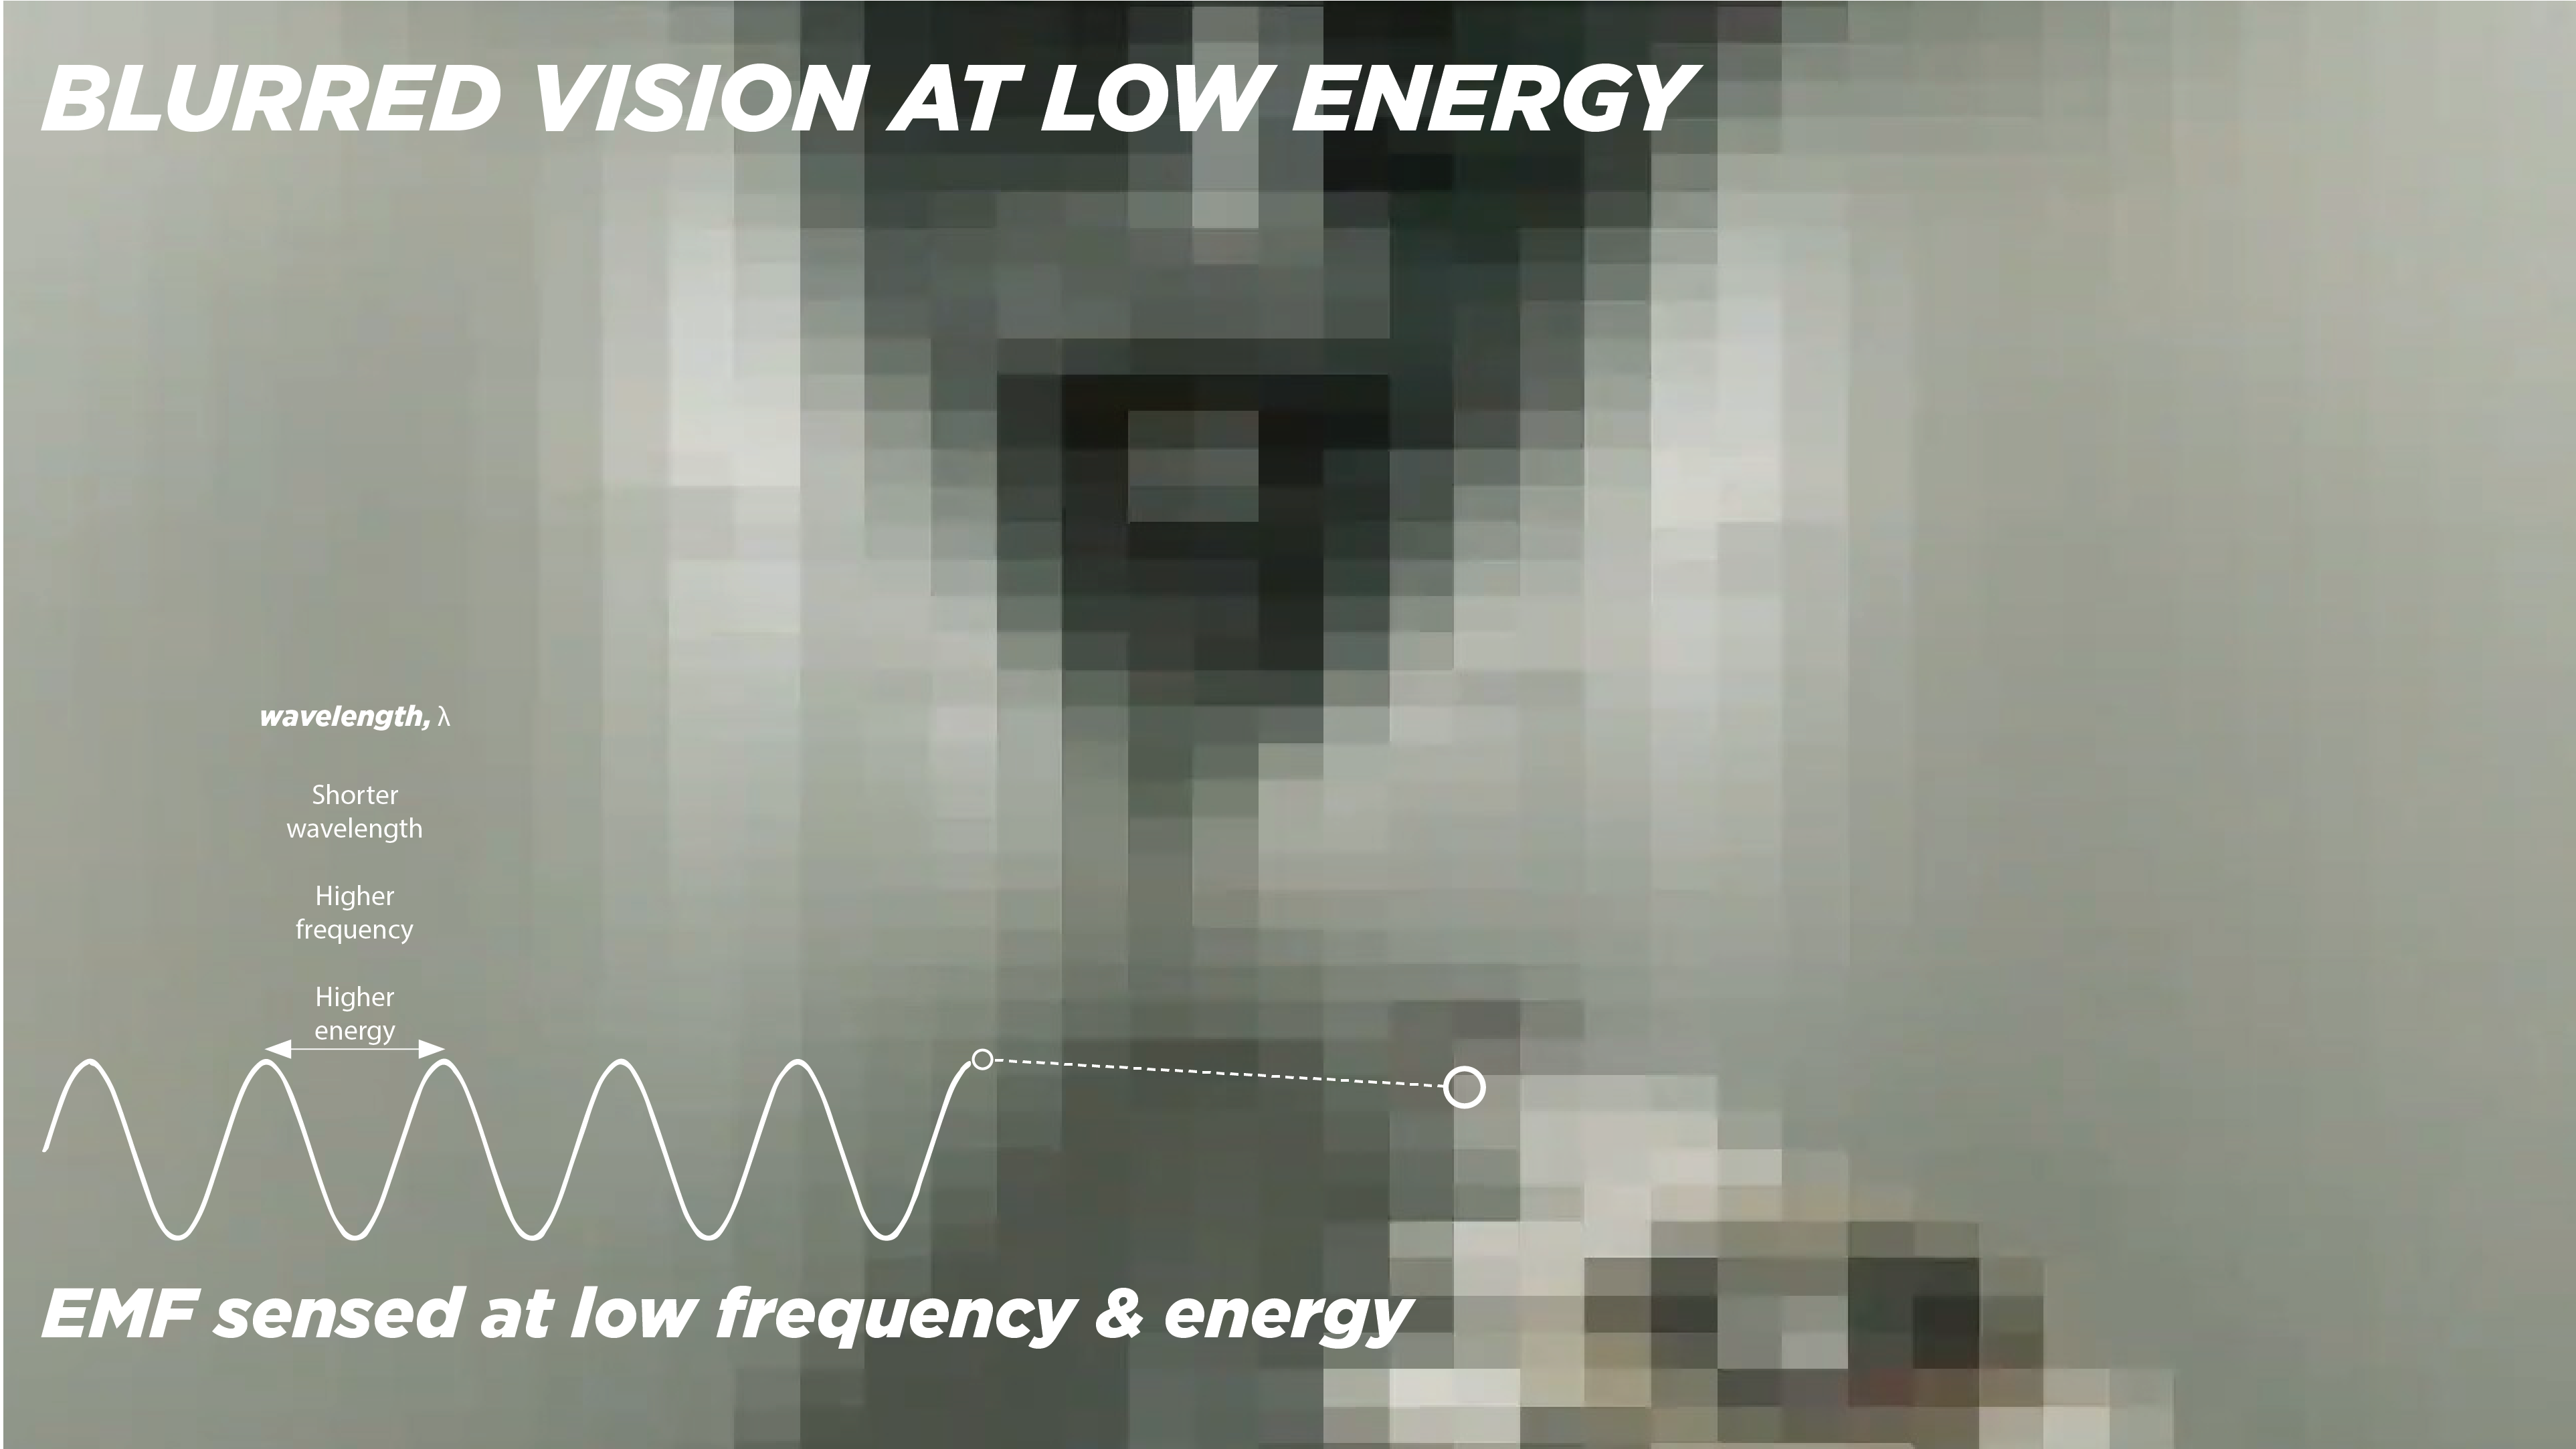 BLURRED VISION AT LOW ENERGY
wavelength, λ
Shorter
wavelength
Higher
frequency
Higher
energy
EMF sensed at low frequency & energy